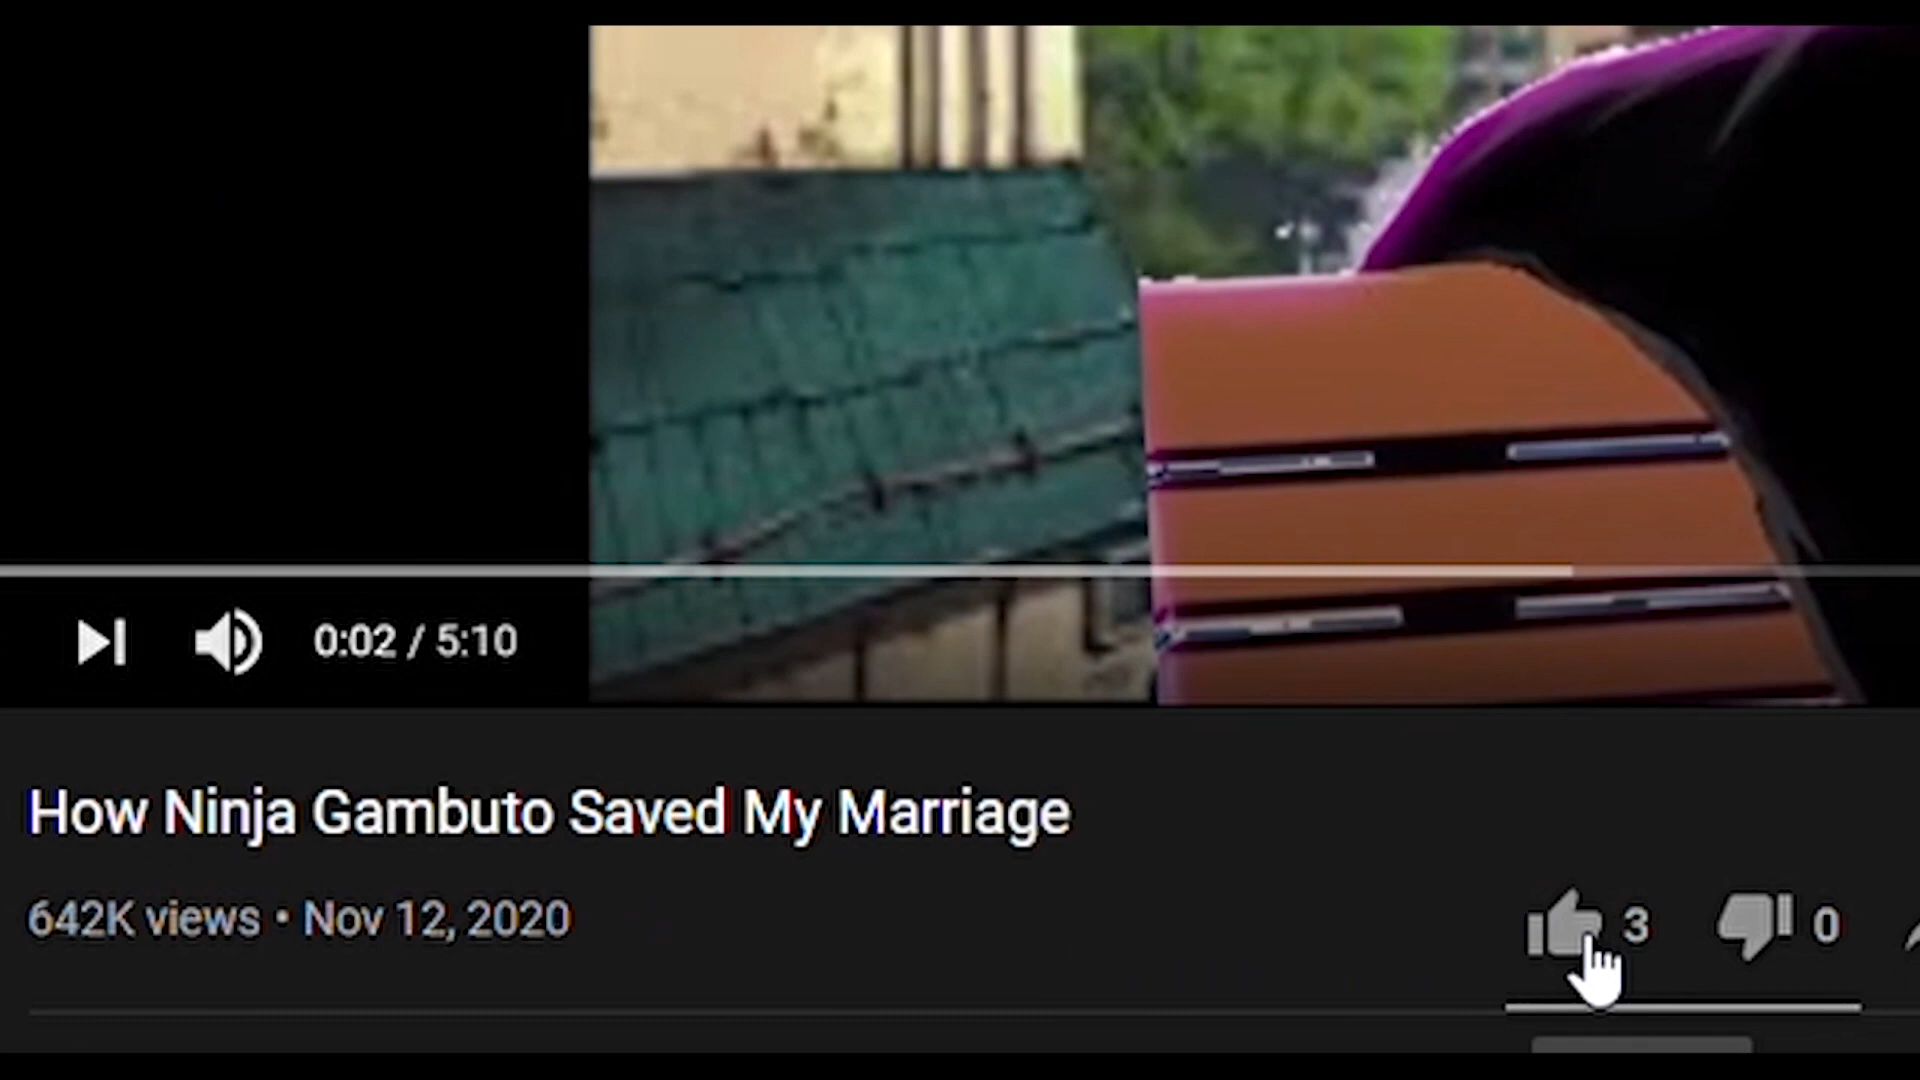 0:02 / 5:10
How Ninja Gambuto Saved My Marriage
642K views • Nov 12, 2020
3 0